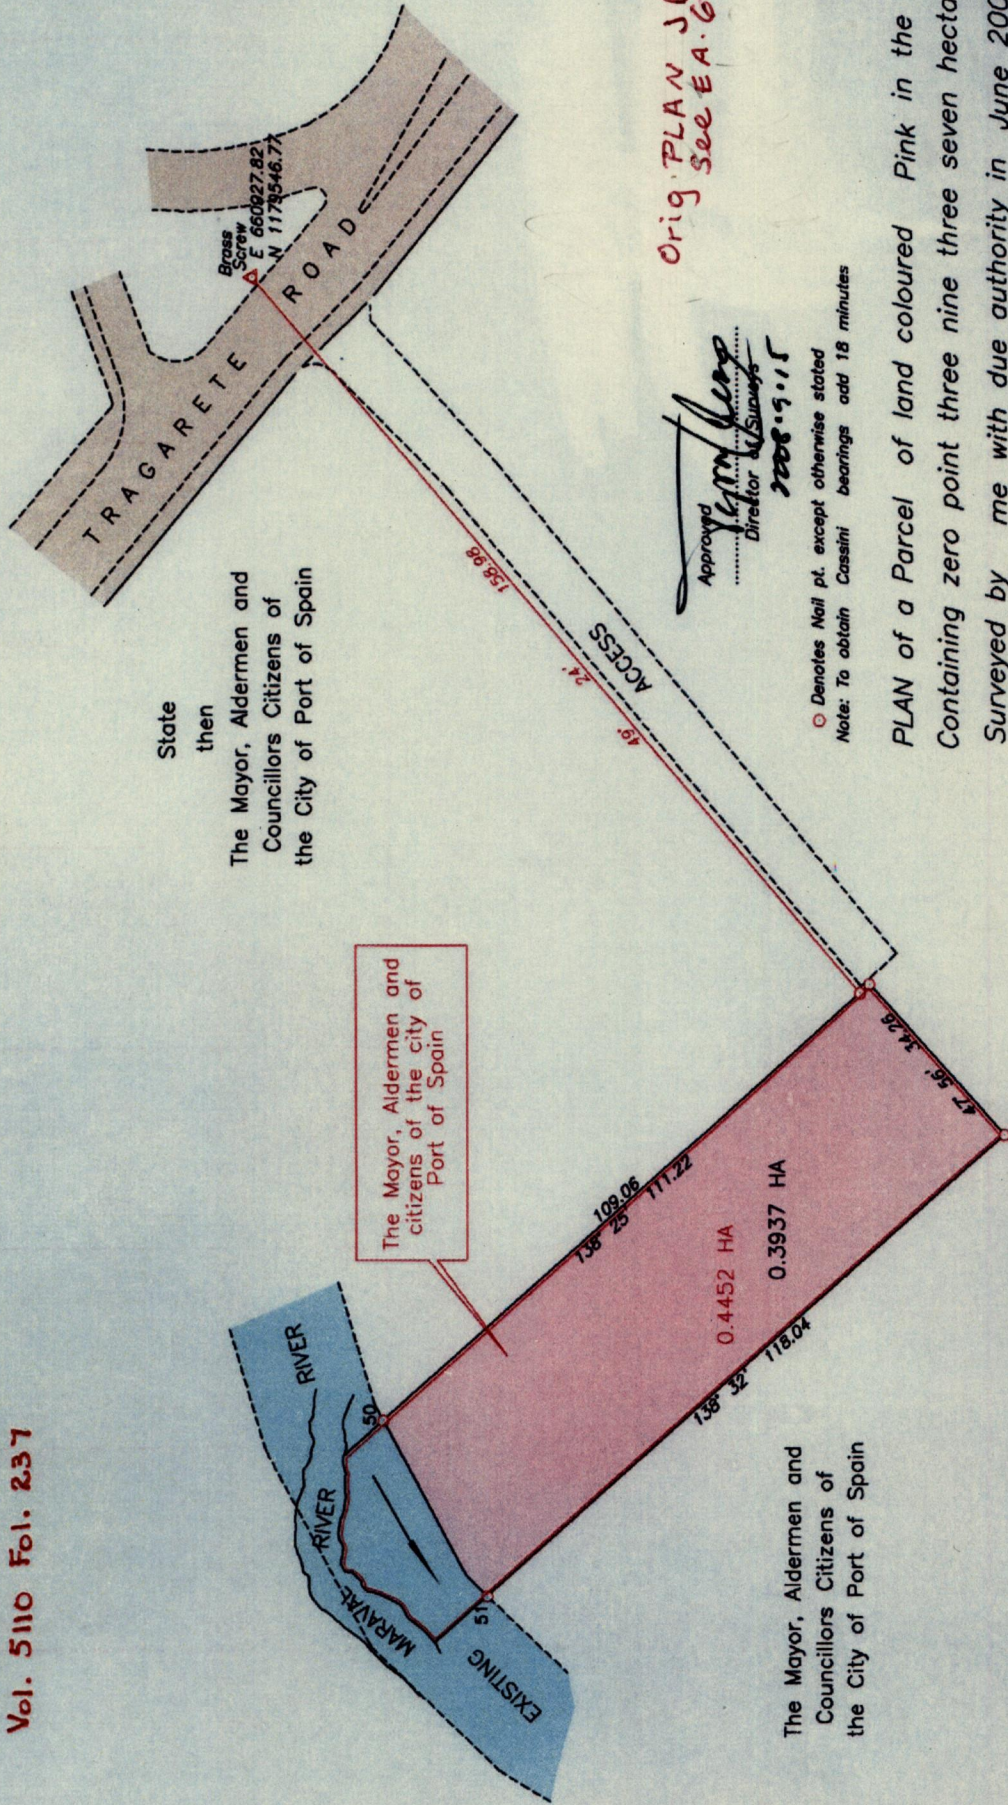 Vol. 5110 Fol. 237
RIVER
RIVER
MARAVAL
EXISTING
50
51
The Mayor, Aldermen and
citizens of the city of
Port of Spain
State
then
The Mayor, Aldermen and
Councillors Citizens of
the City of Port of Spain
TRAGARETE ROAD
Brass
Screw
E 660927.82
N 1179546.77
49° 24' 158.98
ACCESS
109.06
138° 25' 111.22
0.4452 HA
0.3937 HA
138° 32' 118.04
47° 56' 34.26
The Mayor, Aldermen and
Councillors Citizens of
the City of Port of Spain
Orig. PLAN
See EA. 6
Approved
Director of Surveys
2008.9.15
Denotes Nail pt. except otherwise stated
Note: To obtain Cassini bearings add 18 minutes
PLAN of a Parcel of land coloured Pink in the
Containing zero point three nine three seven hecta
Surveyed by me with due authority in June 200